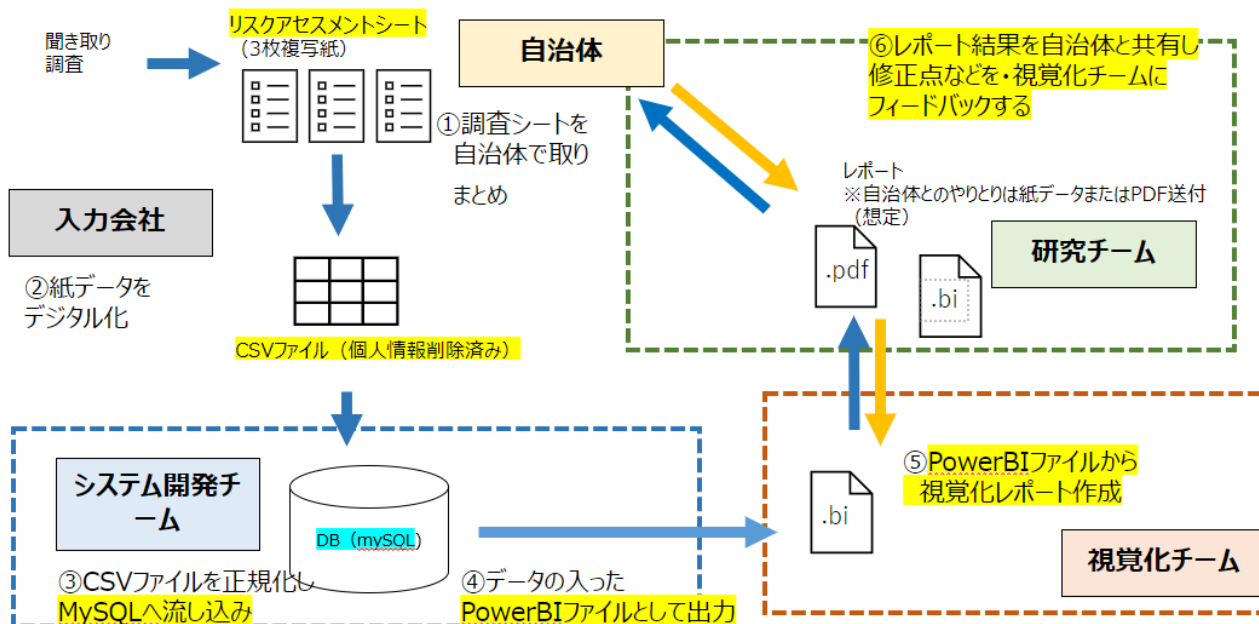 聞き取り
調査
リスクアセスメントシート
（3枚複写紙）
自治体
①調査シートを
自治体で取り
まとめ
⑥レポート結果を自治体と共有し
修正点などを・視覚化チームに
フィードバックする
レポート
※自治体とのやりとりは紙データまたはPDF送付
（想定）
.pdf
.bi
研究チーム
入力会社
②紙データを
デジタル化
CSVファイル（個人情報削除済み）
システム開発チ
ーム
DB（mySQL）
③CSVファイルを正規化し
MySQLへ流し込み
④データの入った
PowerBIファイルとして出力
.bi
⑤PowerBIファイルから
視覚化レポート作成
視覚化チーム